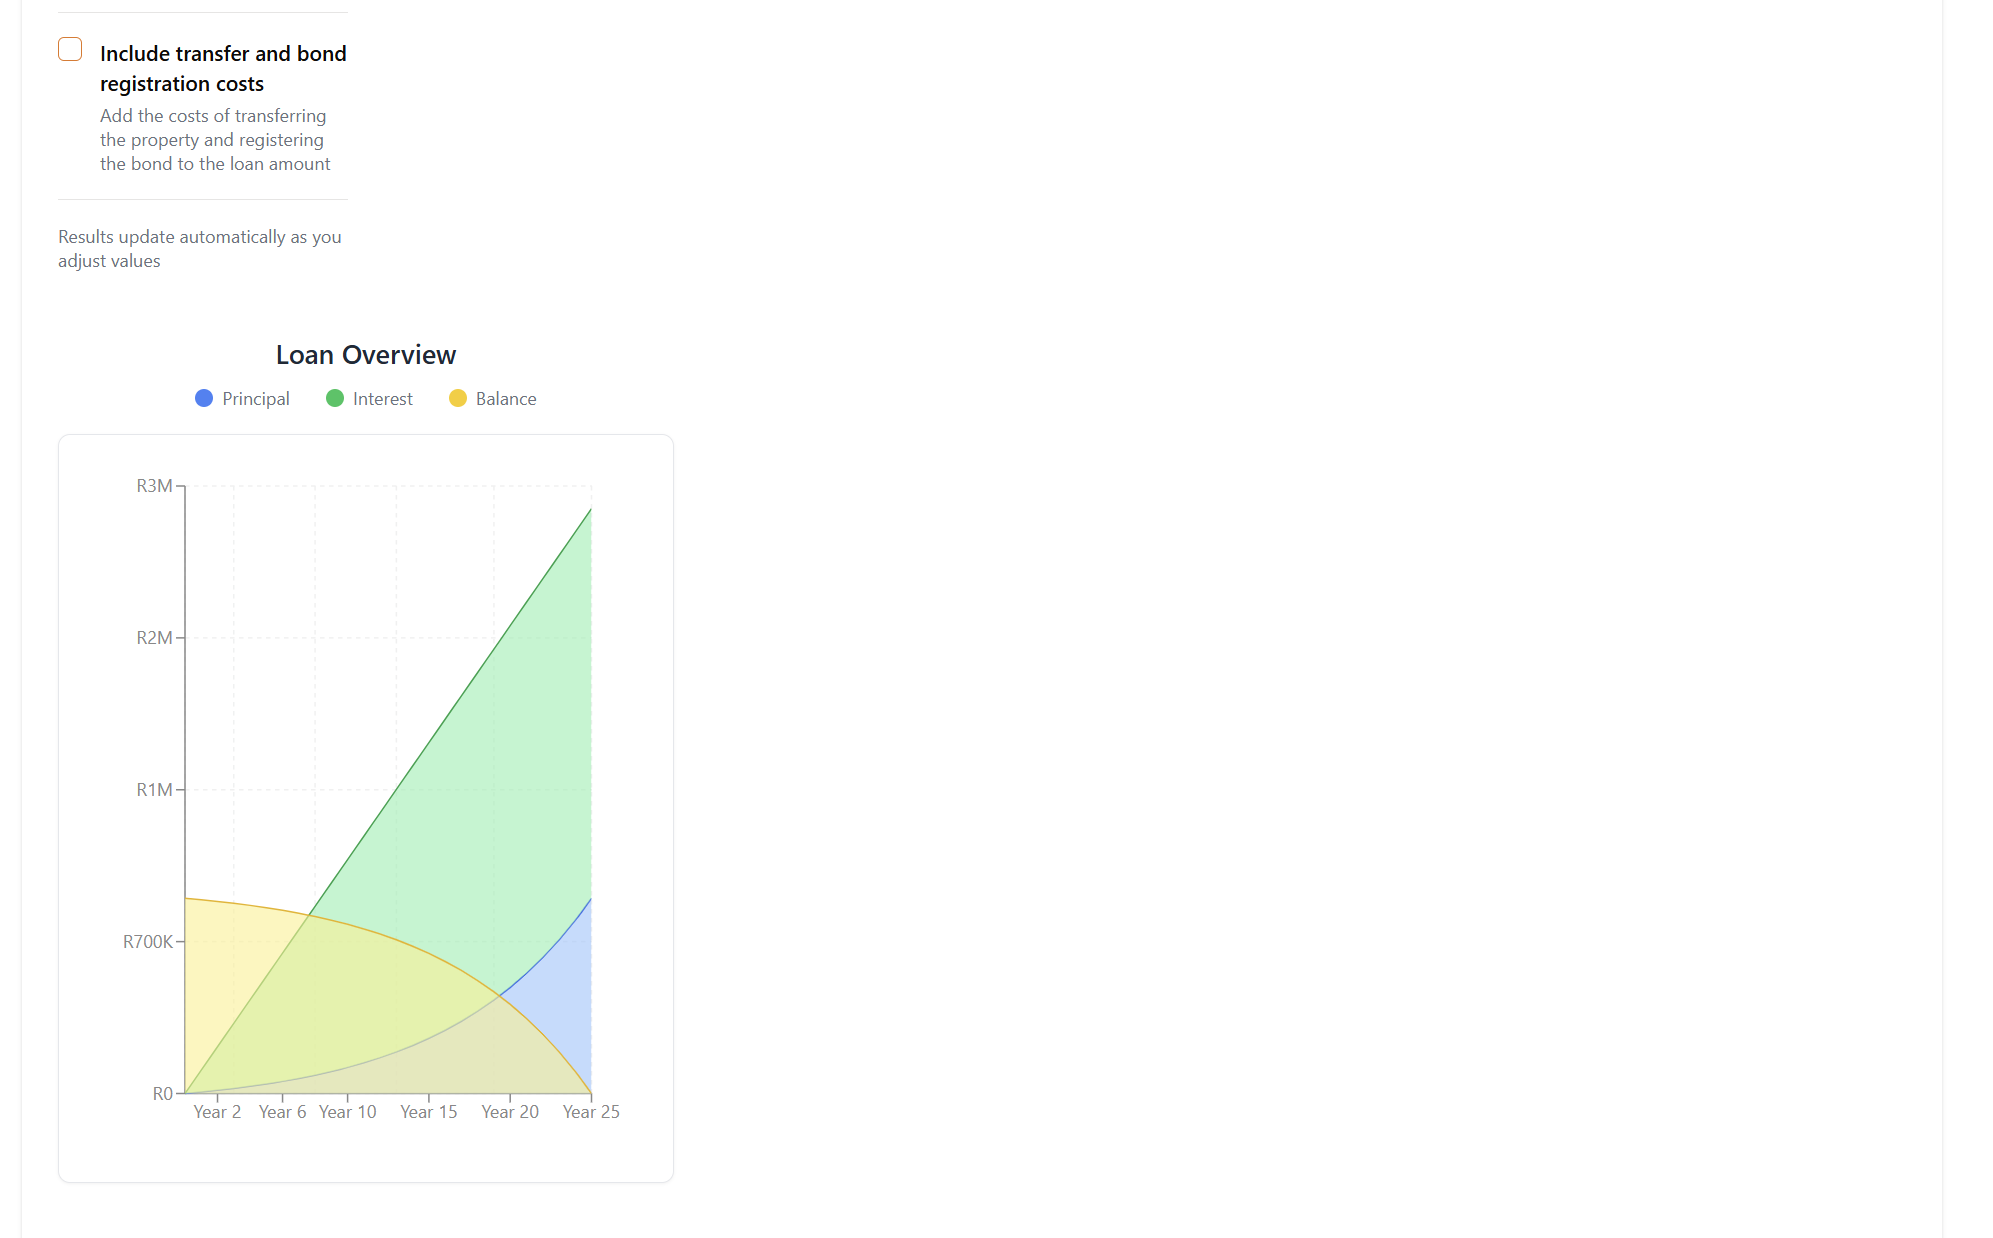 Include transfer and bond
registration costs
Add the costs of transferring
the property and registering
the bond to the loan amount
Results update automatically as you
adjust values
Loan Overview
Principal Interest Balance
R3M
R2M
R1M
R700K
R0
Year 2 Year 6 Year 10 Year 15 Year 20 Year 25